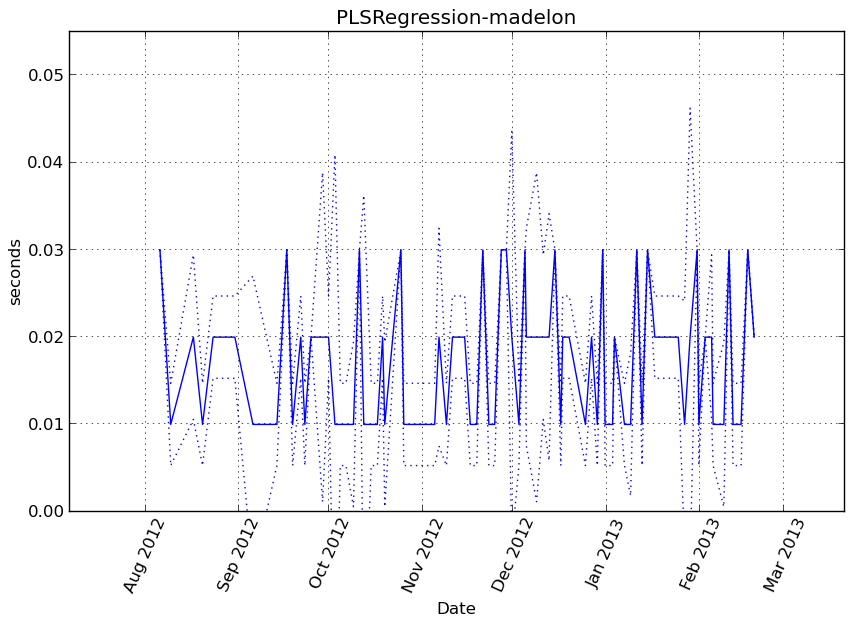 PLSRegression-madelon
0.05
0.04
0.03
0.02
0.01
0.00
seconds
Aug 2012
Sep 2012
Oct 2012
Nov 2012
Dec 2012
Jan 2013
Feb 2013
Mar 2013
Date